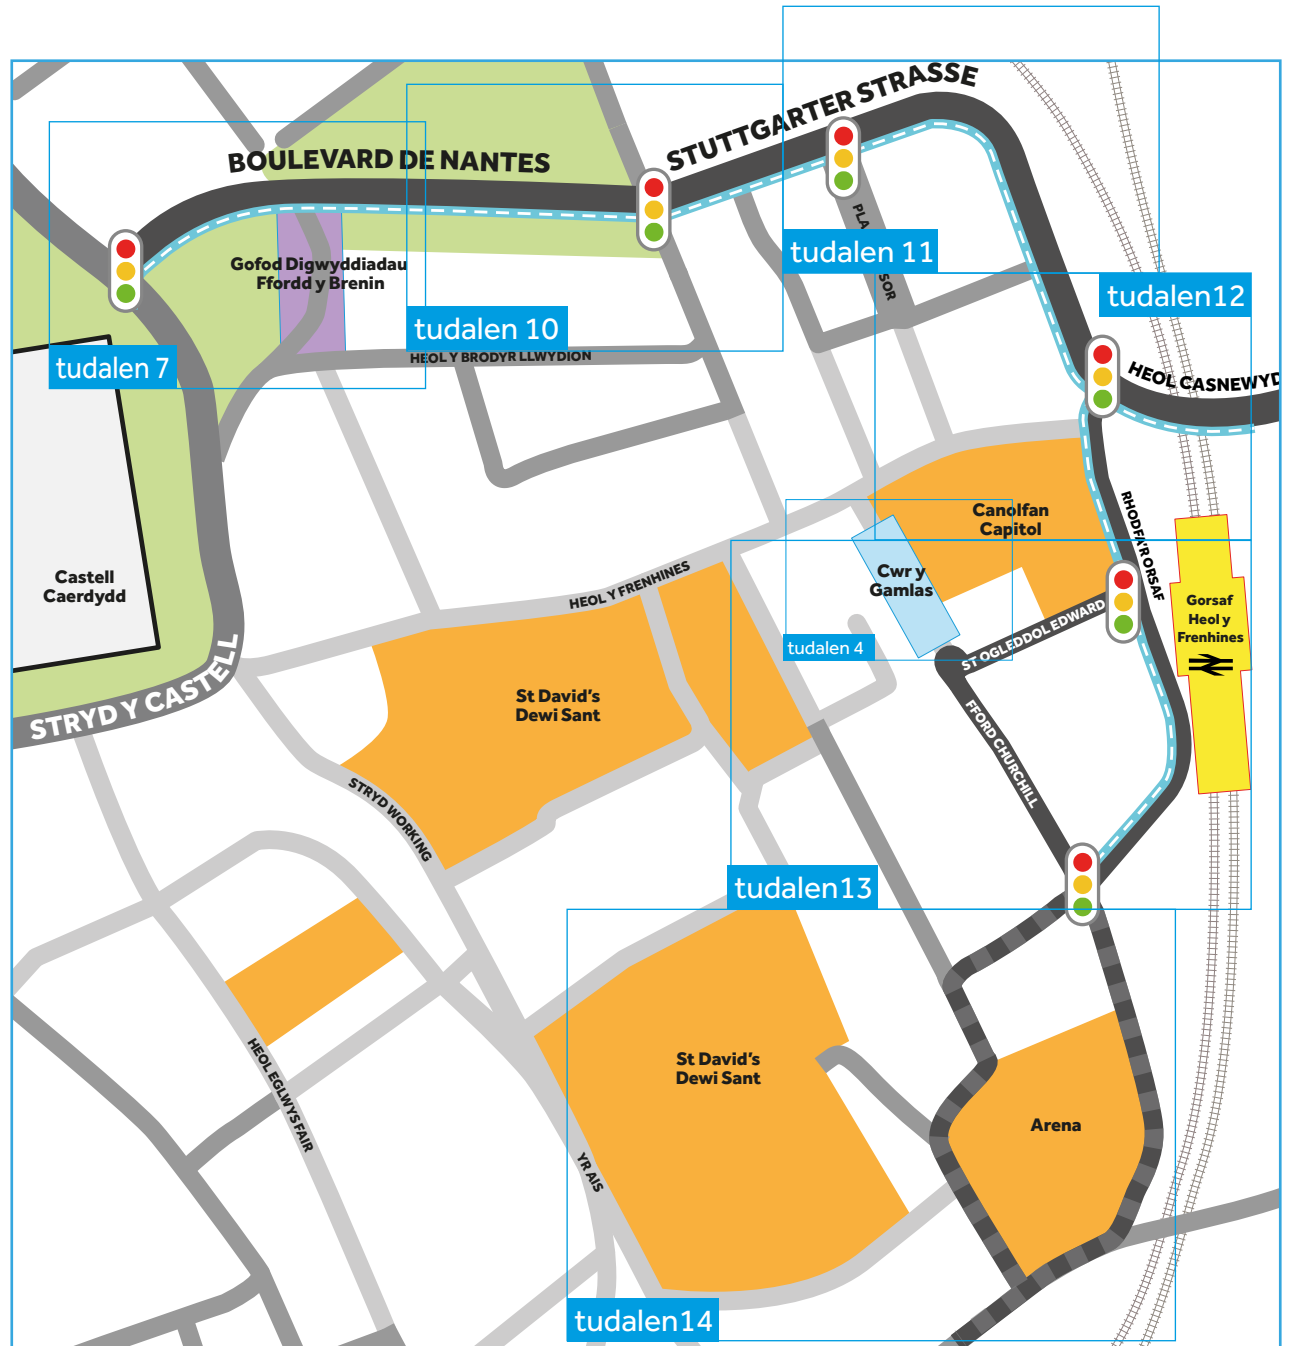 STUTTGARTER STRASSE
BOULEVARD DE NANTES
PLA
SOR
tudalen 11
Gofod Digwyddiadau
Ffordd y Brenin
tudalen12
tudalen 10
HEOL Y BRODYR LLWYDION
tudalen 7
HEOL CASNEWYD
Canolfan
Capitol
RHODFA'R ORSAF
Castell
Caerdydd
Cwr y
Gamlas
HEOL Y FRENHINES
Gorsaf
Heol y
Frenhines
tudalen 4
ST OGLEDDOL EDWARD
STRYD Y CASTELL
St David's
Dewi Sant
FFORD CHURCHILL
STRYD WORKING
tudalen13
HEOL EGLWYS FAIR
St David's
Dewi Sant
Arena
YR AIS
tudalen14